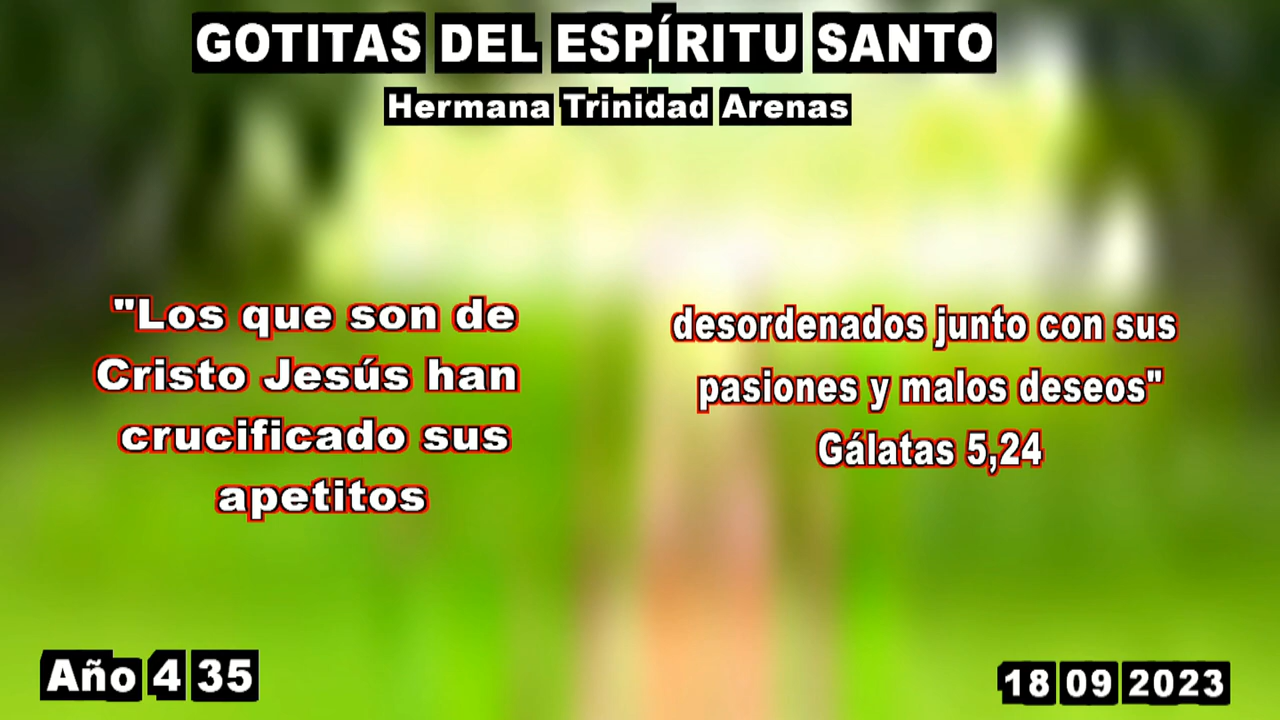 GOTITAS DEL ESPÍRITU SANTO
Hermana Trinidad Arenas
"Los que son de
Cristo Jesús han
crucificado sus
apetitos
desordenados junto con sus
pasiones y malos deseos"
Gálatas 5,24
Año 4 35
18 09 2023